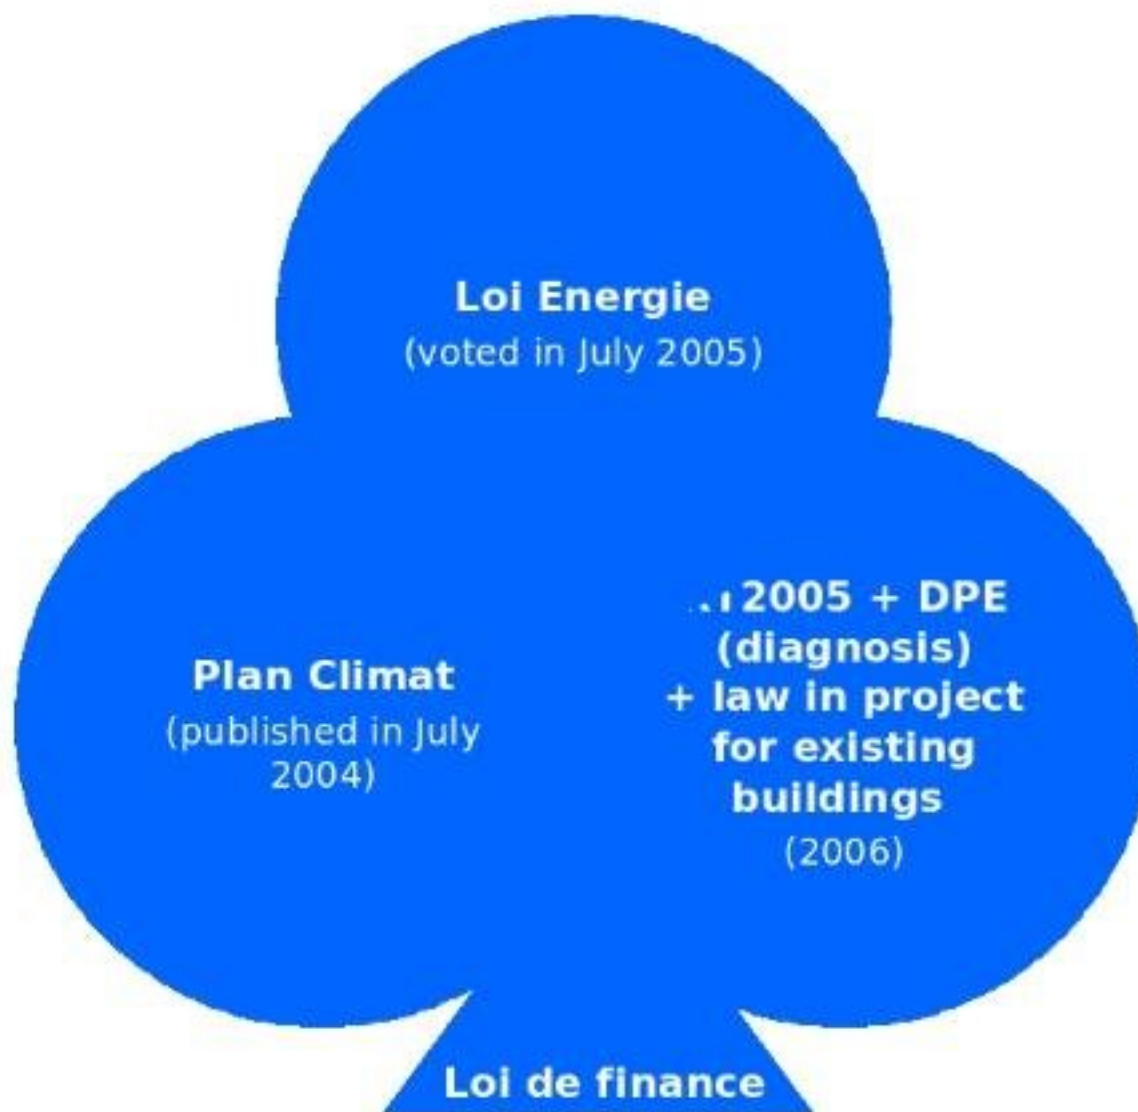 Loi Energie
(voted in July 2005)
2005 + DPE
(diagnosis)
+ law in project
for existing
buildings
(2006)
Plan Climat
(published in July
2004)
Loi de finance